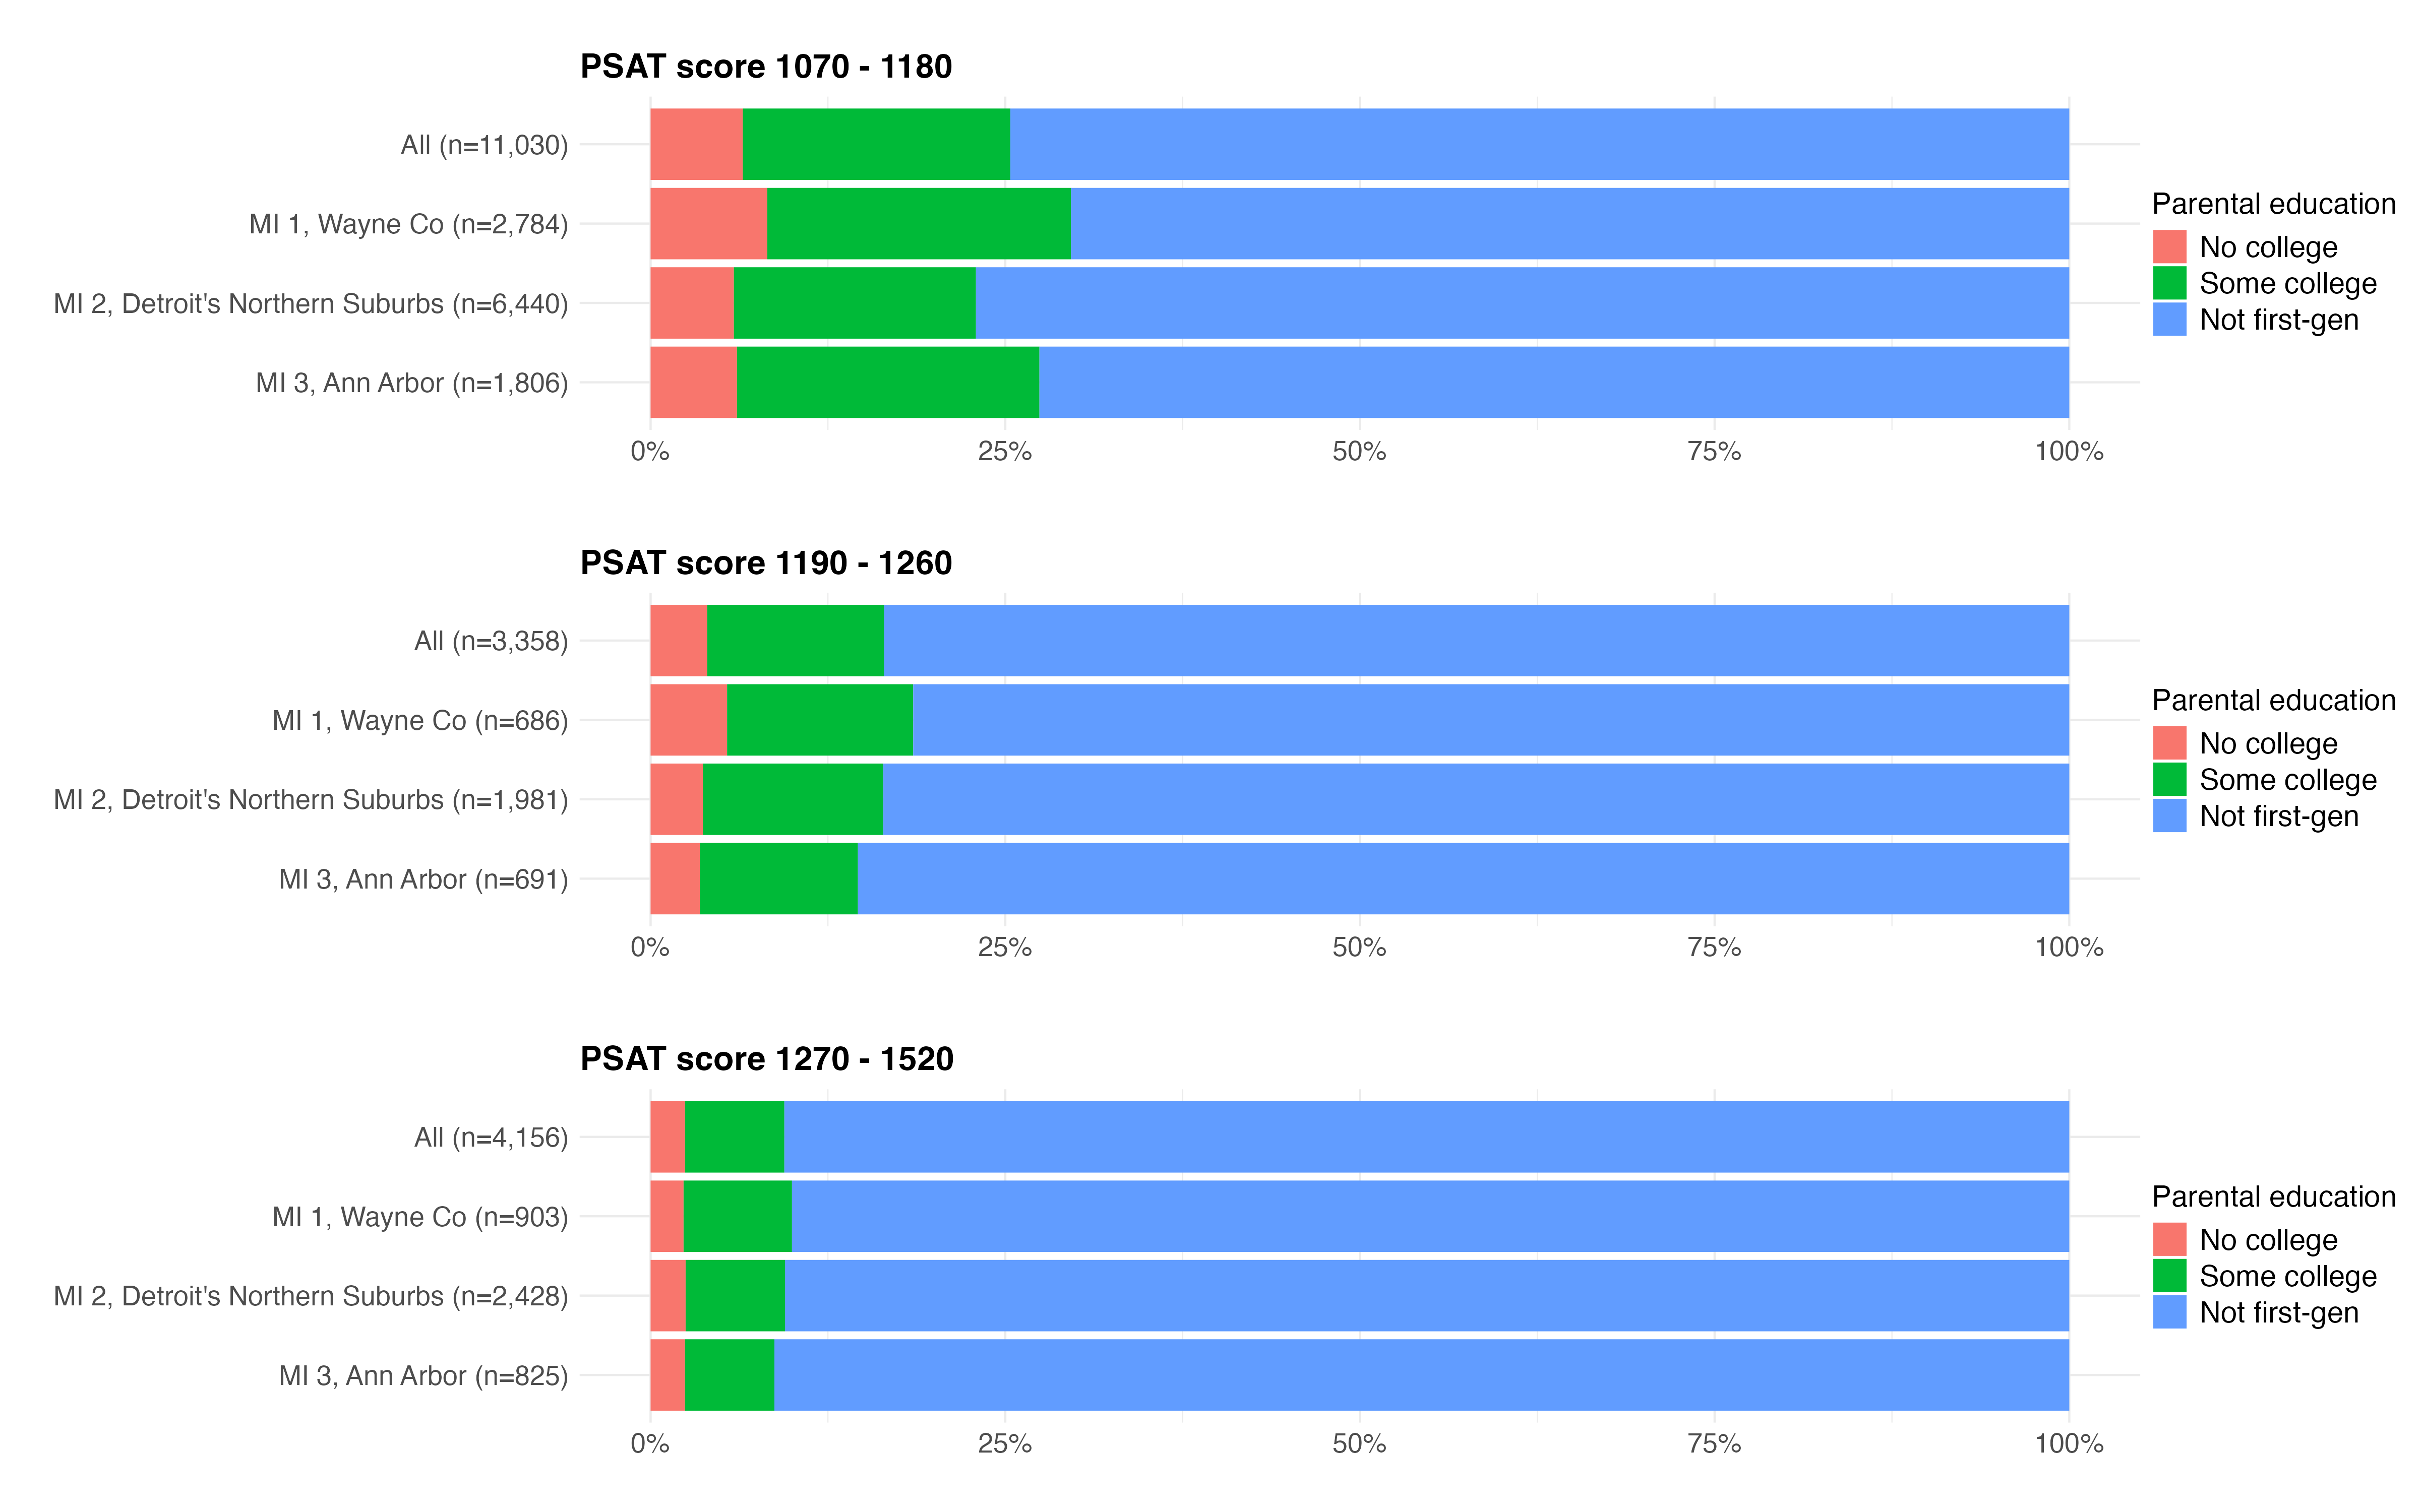 PSAT score 1070 - 1180
All (n=11,030)
MI 1, Wayne Co (n=2,784)
MI 2, Detroit's Northern Suburbs (n=6,440)
MI 3, Ann Arbor (n=1,806)
0% 25% 50% 75% 100%
Parental education
No college
Some college
Not first-gen
PSAT score 1190 - 1260
All (n=3,358)
MI 1, Wayne Co (n=686)
MI 2, Detroit's Northern Suburbs (n=1,981)
MI 3, Ann Arbor (n=691)
0% 25% 50% 75% 100%
Parental education
No college
Some college
Not first-gen
PSAT score 1270 - 1520
All (n=4,156)
MI 1, Wayne Co (n=903)
MI 2, Detroit's Northern Suburbs (n=2,428)
MI 3, Ann Arbor (n=825)
0% 25% 50% 75% 100%
Parental education
No college
Some college
Not first-gen